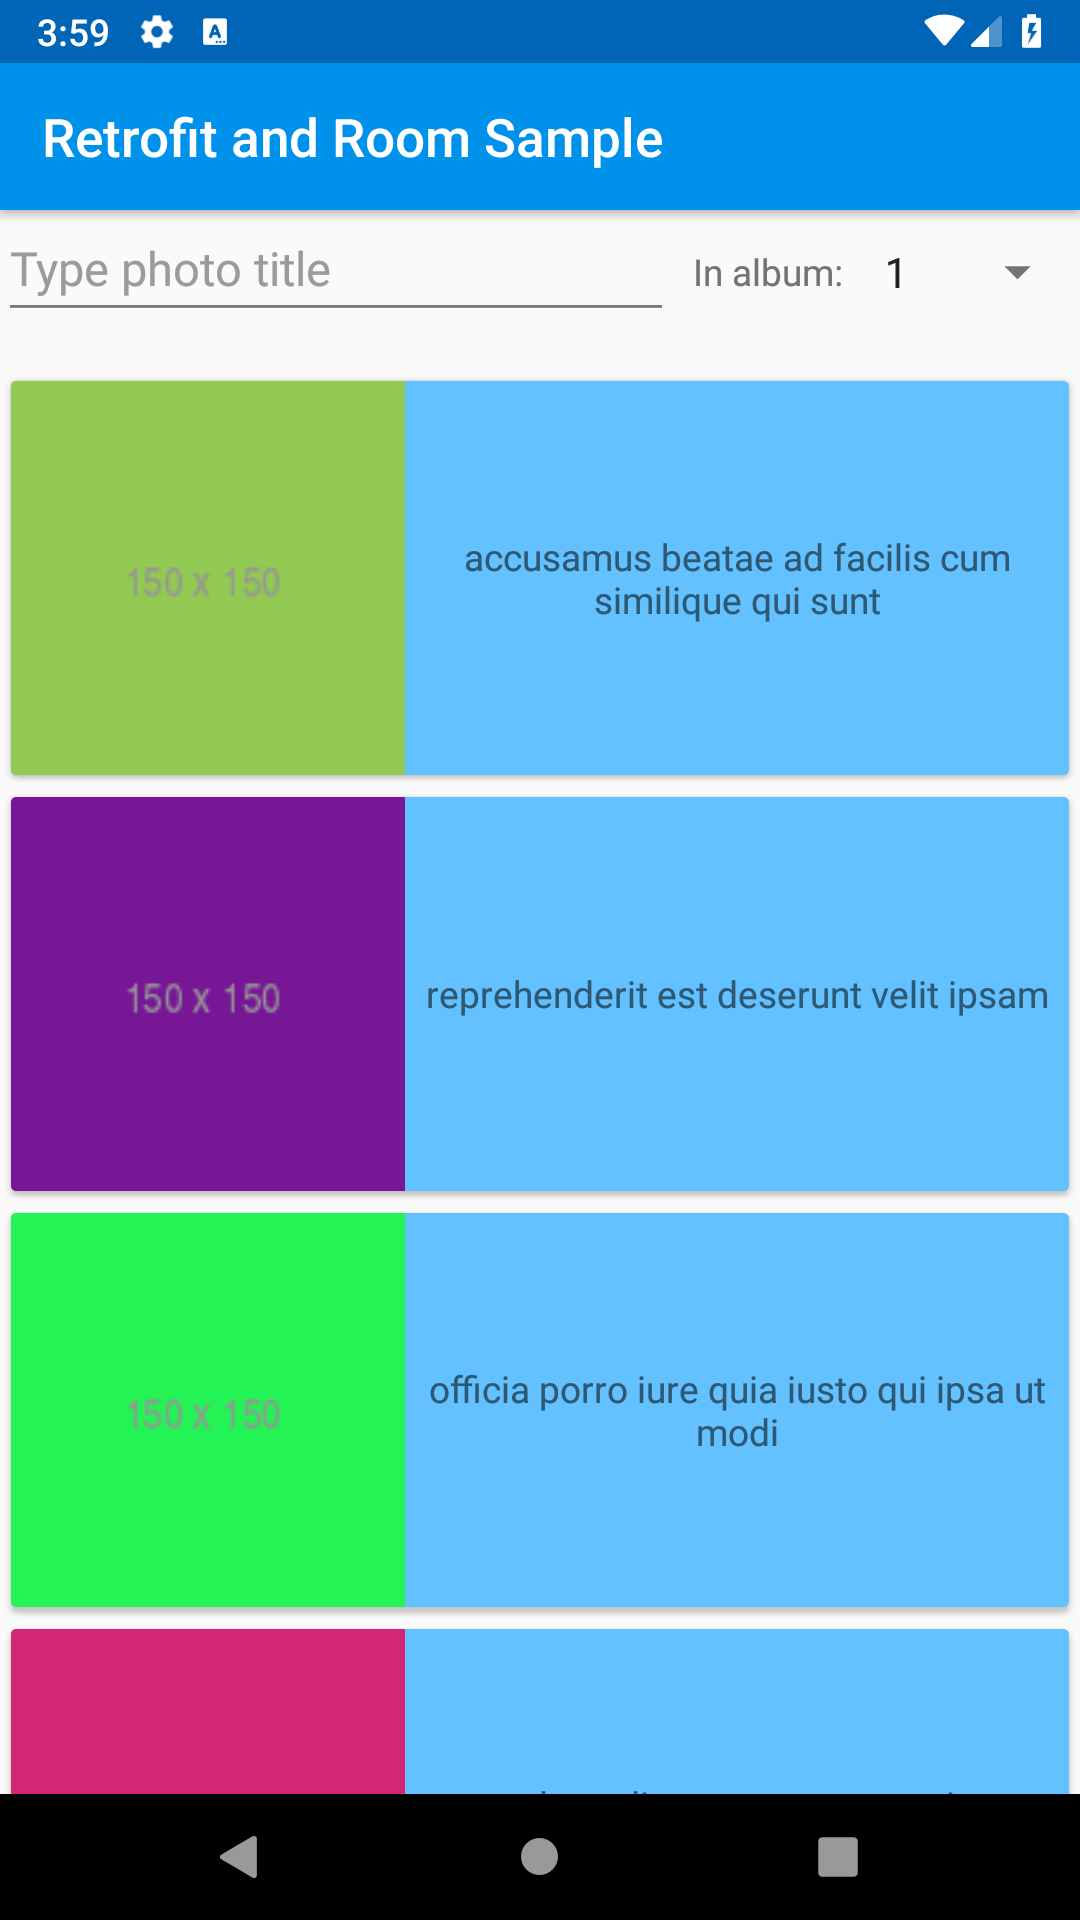 3:59
Retrofit and Room Sample
Type photo title
In album: 1
150 x 150
accusamus beatae ad facilis cum
similique qui sunt
150 x 150
reprehenderit est deserunt velit ipsam
150 x 150
officia porro iure quia iusto qui ipsa ut
modi